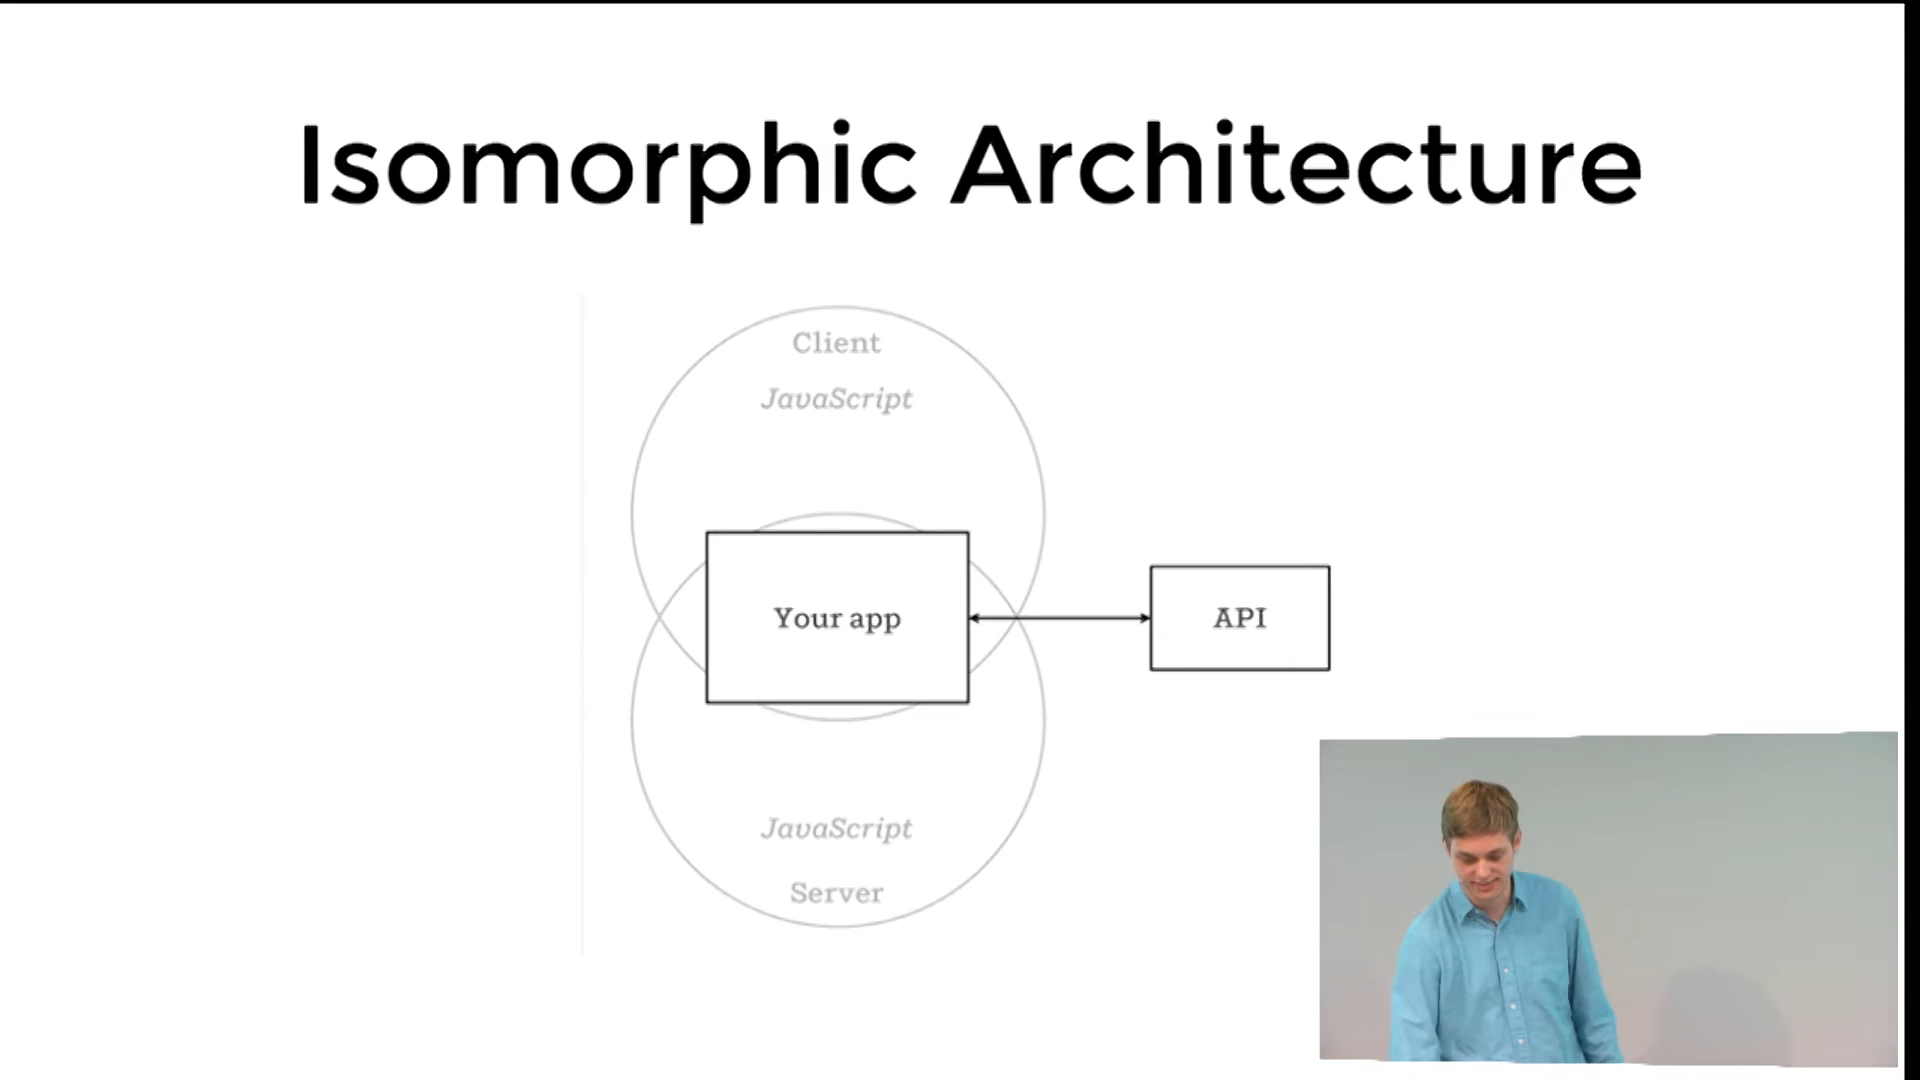 Isomorphic Architecture
Client
JavaScript
Your app
API
JavaScript
Server